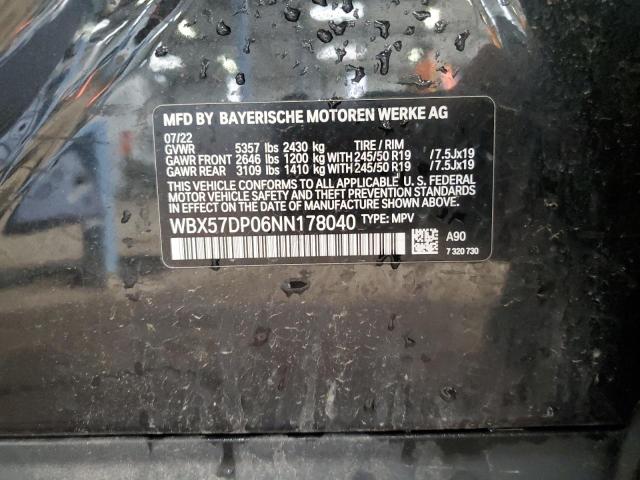 MFD BY BAYERISCHE MOTOREN WERKE AG
07/22
GVWR 5357 lbs 2430 kg TIRE / RIM
GAWR FRONT 2646 lbs 1200 kg WITH 245/50 R19 /7.5Jx19
GAWR REAR 3109 lbs 1410 kg WITH 245/50 R19 /7.5Jx19
THIS VEHICLE CONFORMS TO ALL APPLICABLE U.S. FEDERAL
MOTOR VEHICLE SAFETY AND THEFT PREVENTION STANDARDS
IN EFFECT ON THE DATE OF MANUFACTURE SHOWN ABOVE.
WBX57DP06NN178040 TYPE: MPV
A90
7 320 730